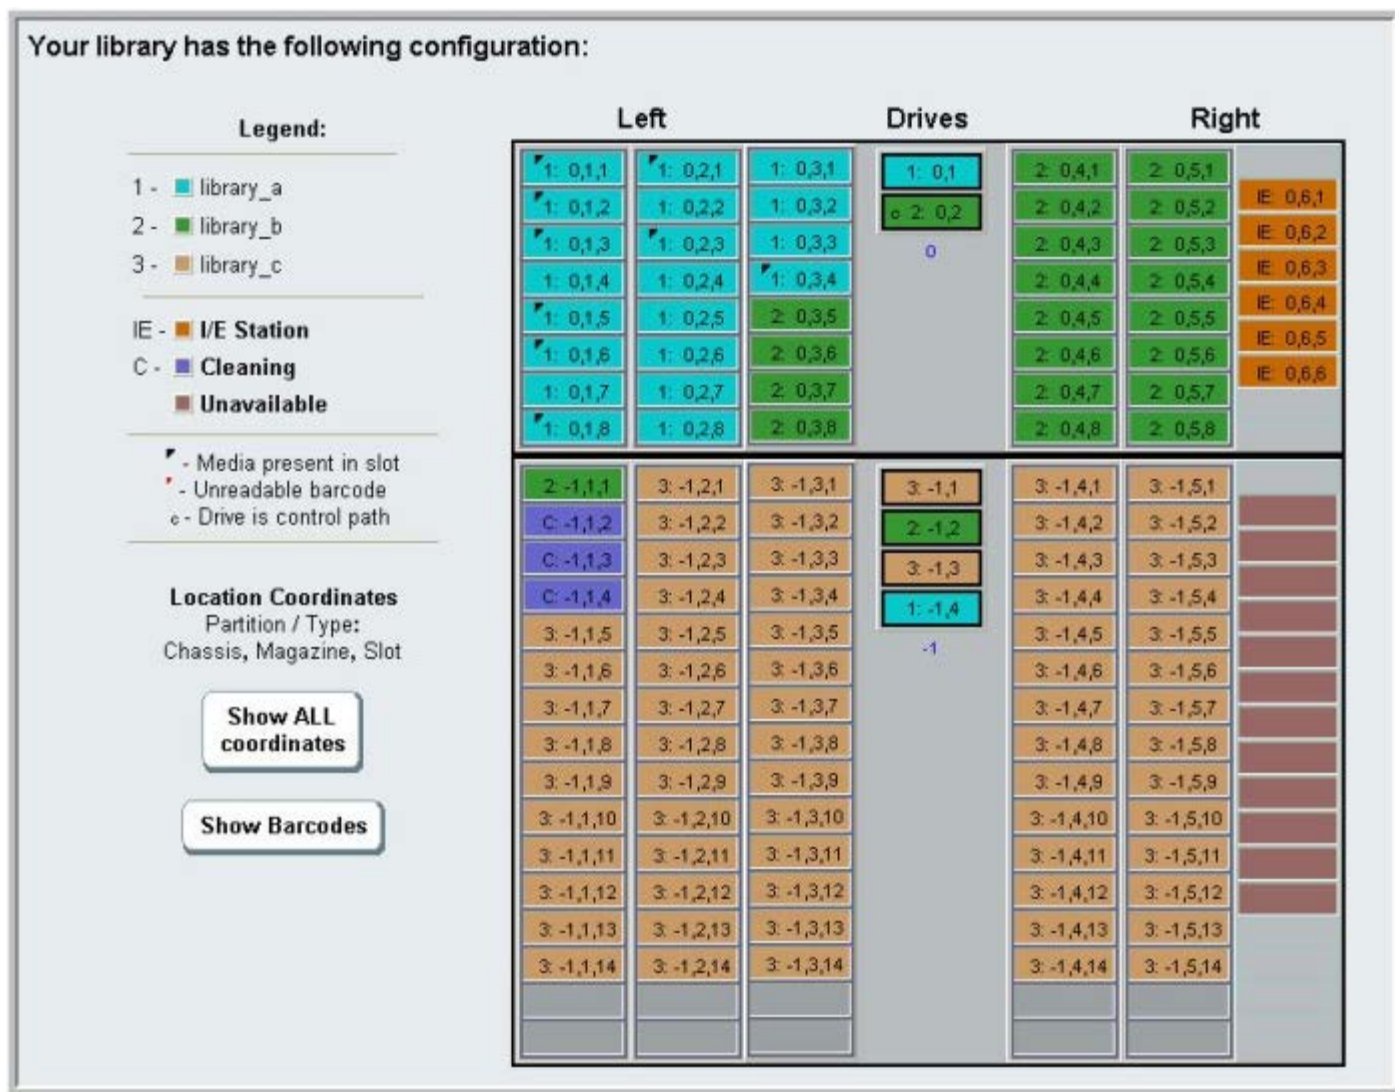 Your library has the following configuration:
Legend:
1 - library_a
2 - library_b
3 - library_c
IE - I/E Station
C - Cleaning
Unavailable
- Media present in slot
- Unreadable barcode
c - Drive is control path
Location Coordinates
Partition / Type:
Chassis, Magazine, Slot
Show ALL
coordinates
Show Barcodes
Left Drives Right
1: 0,1,1 1: 0,2,1 1: 0,3,1 1: 0,1 2: 0,4,1 2: 0,5,1 IE: 0,6,1
1: 0,1,2 1: 0,2,2 1: 0,3,2 c 2: 0,2 2: 0,4,2 2: 0,5,2 IE: 0,6,2
1: 0,1,3 1: 0,2,3 1: 0,3,3 0 2: 0,4,3 2: 0,5,3 IE: 0,6,3
1: 0,1,4 1: 0,2,4 1: 0,3,4 2: 0,4,4 2: 0,5,4 IE: 0,6,4
1: 0,1,5 1: 0,2,5 2: 0,3,5 2: 0,4,5 2: 0,5,5 IE: 0,6,5
1: 0,1,6 1: 0,2,6 2: 0,3,6 2: 0,4,6 2: 0,5,6 IE: 0,6,6
1: 0,1,7 1: 0,2,7 2: 0,3,7 2: 0,4,7 2: 0,5,7
1: 0,1,8 1: 0,2,8 2: 0,3,8 2: 0,4,8 2: 0,5,8
2: -1,1,1 3: -1,2,1 3: -1,3,1 3: -1,1 3: -1,4,1 3: -1,5,1
C: -1,1,2 3: -1,2,2 3: -1,3,2 2: -1,2 3: -1,4,2 3: -1,5,2
C: -1,1,3 3: -1,2,3 3: -1,3,3 3: -1,3 3: -1,4,3 3: -1,5,3
C: -1,1,4 3: -1,2,4 3: -1,3,4 1: -1,4 3: -1,4,4 3: -1,5,4
3: -1,1,5 3: -1,2,5 3: -1,3,5 -1 3: -1,4,5 3: -1,5,5
3: -1,1,6 3: -1,2,6 3: -1,3,6 3: -1,4,6 3: -1,5,6
3: -1,1,7 3: -1,2,7 3: -1,3,7 3: -1,4,7 3: -1,5,7
3: -1,1,8 3: -1,2,8 3: -1,3,8 3: -1,4,8 3: -1,5,8
3: -1,1,9 3: -1,2,9 3: -1,3,9 3: -1,4,9 3: -1,5,9
3: -1,1,10 3: -1,2,10 3: -1,3,10 3: -1,4,10 3: -1,5,10
3: -1,1,11 3: -1,2,11 3: -1,3,11 3: -1,4,11 3: -1,5,11
3: -1,1,12 3: -1,2,12 3: -1,3,12 3: -1,4,12 3: -1,5,12
3: -1,1,13 3: -1,2,13 3: -1,3,13 3: -1,4,13 3: -1,5,13
3: -1,1,14 3: -1,2,14 3: -1,3,14 3: -1,4,14 3: -1,5,14